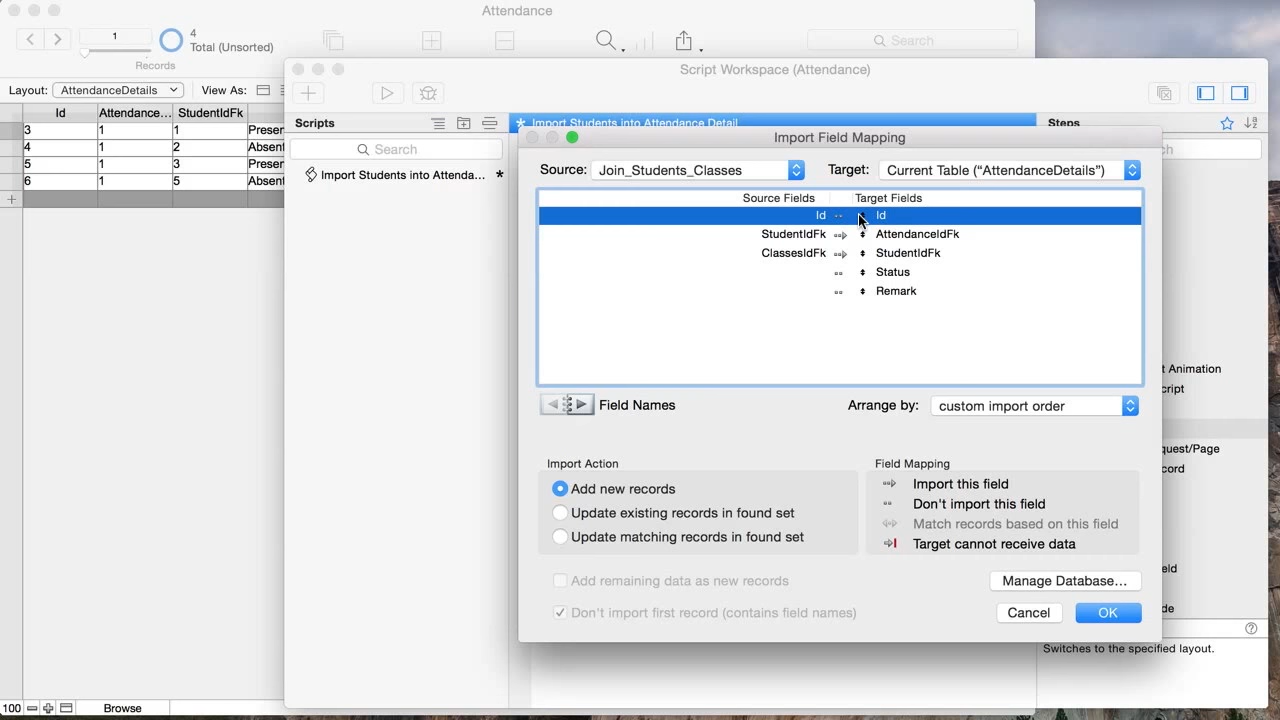 Attendance
1
4
Total (Unsorted)
Records
Search
Layout: AttendanceDetails View As:
Id Attendance... StudentIdFk
3 1 1 Presen
4 1 2 Absent
5 1 3 Presen
6 1 5 Absent
Script Workspace (Attendance)
Scripts
Search
Import Students into Attenda... *
* Import Students into Attendance Detail
Steps
Import Field Mapping
Source: Join_Students_Classes Target: Current Table (“AttendanceDetails”)
Source Fields Target Fields
Id Id
StudentIdFk AttendanceIdFk
ClassesIdFk StudentIdFk
Status
Remark
Field Names
Arrange by: custom import order
Import Action
Add new records
Update existing records in found set
Update matching records in found set
Field Mapping
Import this field
Don't import this field
Match records based on this field
Target cannot receive data
Add remaining data as new records
Manage Database...
Don't import first record (contains field names)
Cancel OK
t Animation
cript
quest/Page
cord
eld
de
Switches to the specified layout.
100 Browse